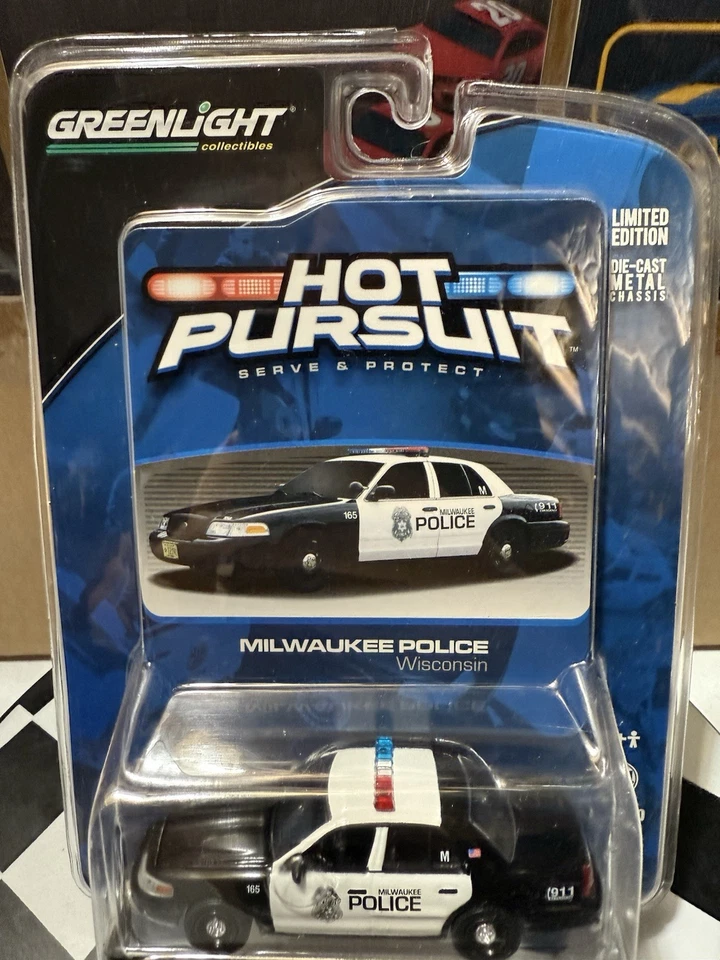 GREENLiGHT®
collectibles
LIMITED
EDITION
DIE-CAST
METAL
CHASSIS
HOT
PURSUIT™
SERVE & PROTECT
M
165
MILWAUKEE
POLICE
911
MILWAUKEE POLICE
Wisconsin
M
165
MILWAUKEE
POLICE
911